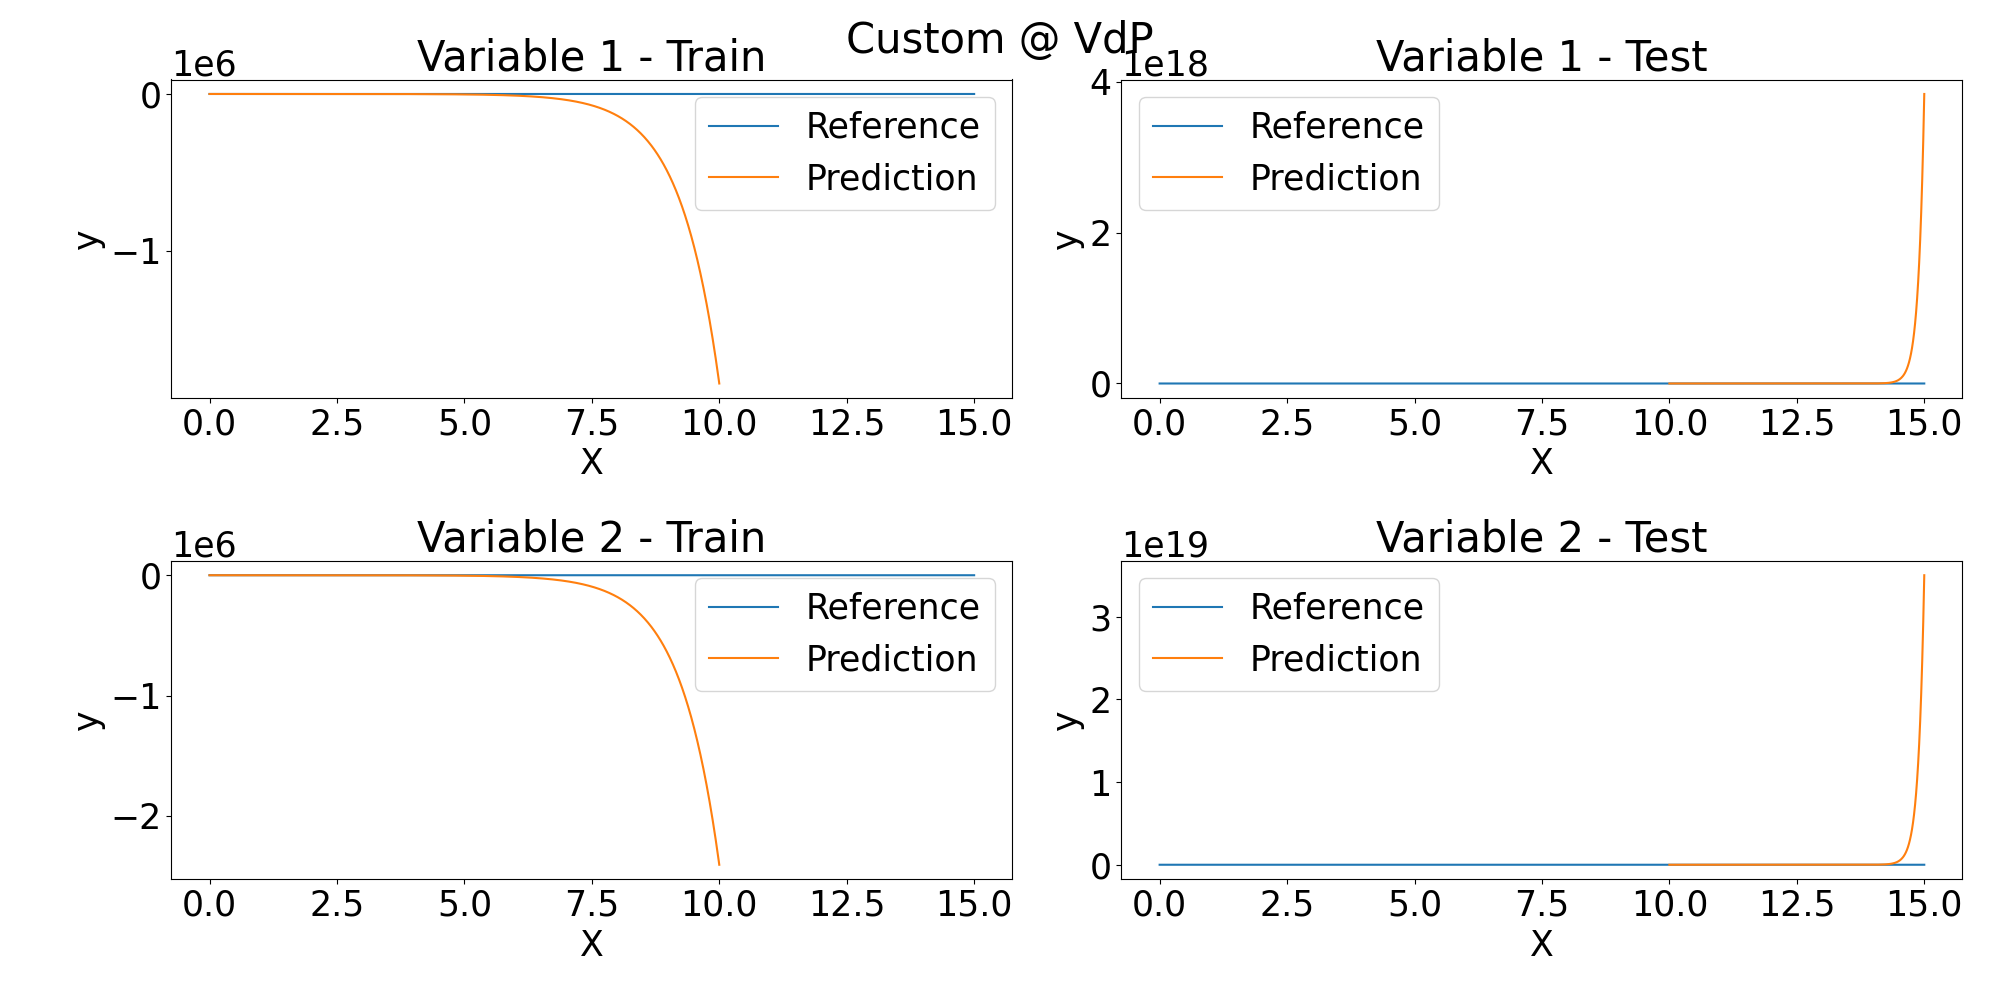 Custom @ VdP
Variable 1 - Train
1e6
0
−1
y
Reference
Prediction
0.0 2.5 5.0 7.5 10.0 12.5 15.0
X
Variable 1 - Test
1e18
4
2
0
y
Reference
Prediction
0.0 2.5 5.0 7.5 10.0 12.5 15.0
X
Variable 2 - Train
1e6
0
−1
−2
y
Reference
Prediction
0.0 2.5 5.0 7.5 10.0 12.5 15.0
X
Variable 2 - Test
1e19
3
2
1
0
y
Reference
Prediction
0.0 2.5 5.0 7.5 10.0 12.5 15.0
X